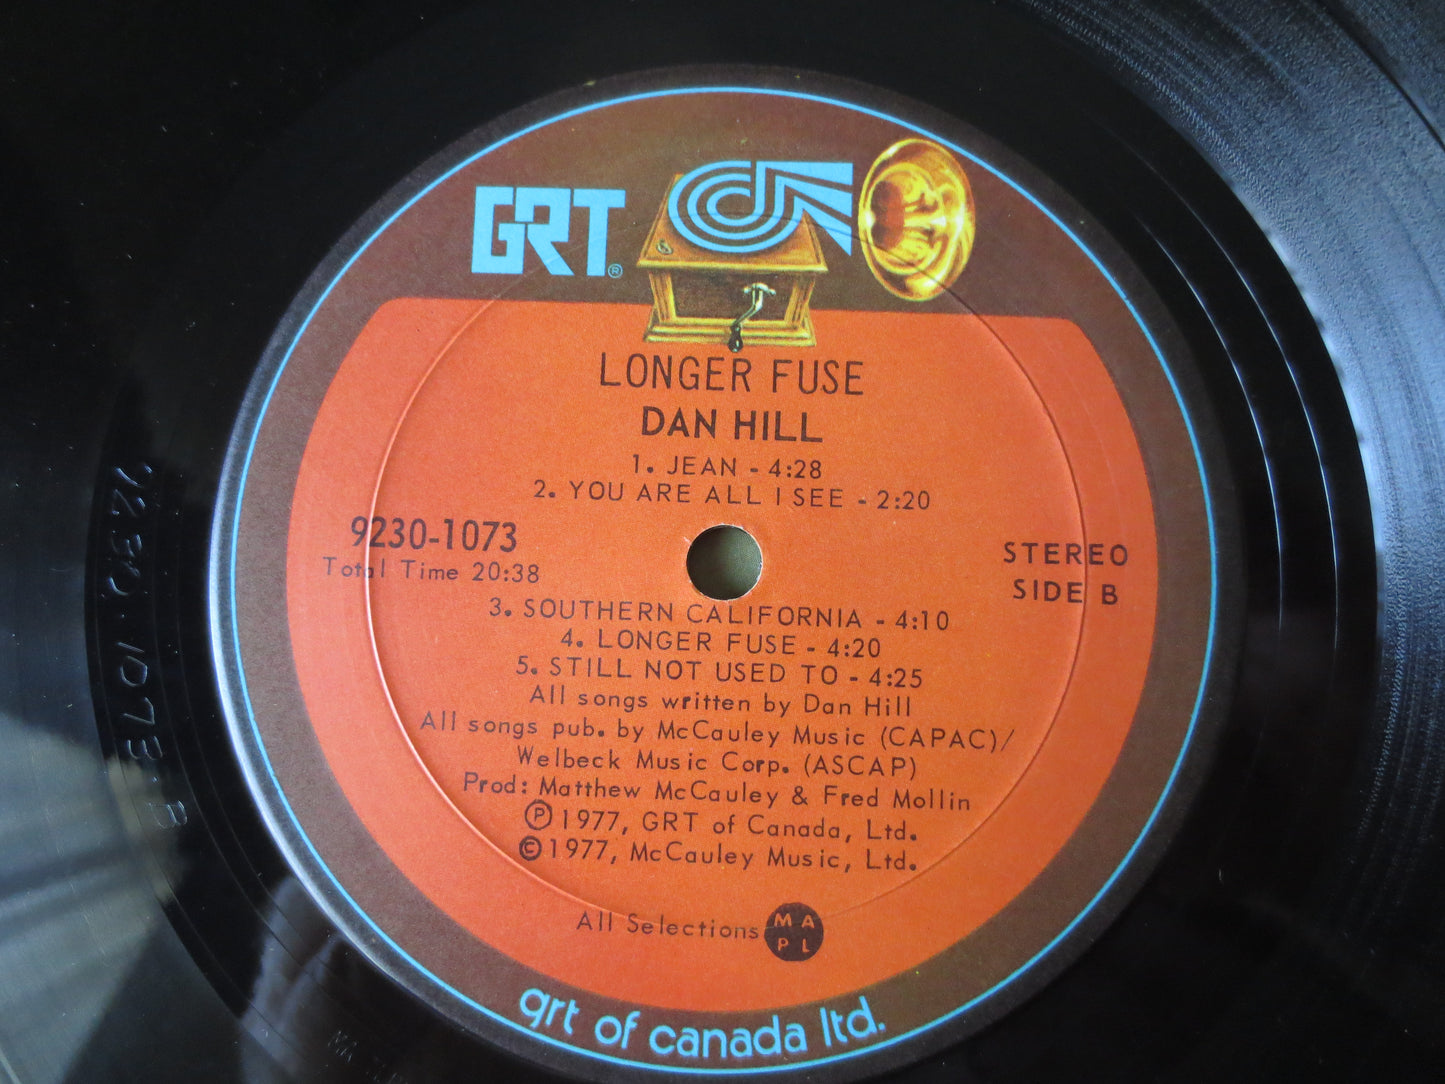 GRT®
LONGER FUSE
DAN HILL
1. JEAN - 4:28
2. YOU ARE ALL I SEE - 2:20
9230-1073
Total Time 20:38
STEREO
SIDE B
3. SOUTHERN CALIFORNIA - 4:10
4. LONGER FUSE - 4:20
5. STILL NOT USED TO - 4:25
All songs written by Dan Hill
All songs pub. by McCauley Music (CAPAC)/
Welbeck Music Corp. (ASCAP)
Prod: Matthew McCauley & Fred Mollin
Ⓟ 1977, GRT of Canada, Ltd.
© 1977, McCauley Music, Ltd.
All Selections MAPL
grt of canada ltd.
9230.1073.B